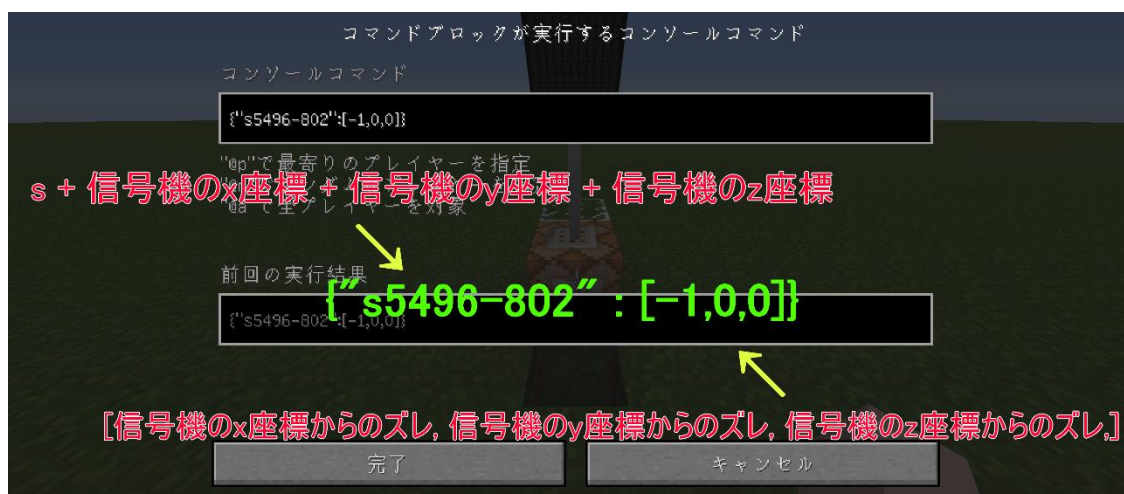 コマンドブロックが実行するコンソールコマンド
コンソールコマンド
{"s5496-802":[-1,0,0]}
"@p"で最寄りのプレイヤーを指定
s + 信号機のx座標 + 信号機のy座標 + 信号機のz座標
"@a"で全プレイヤーを対象
前回の実行結果
{"s5496-802" : [-1,0,0]}
{"s5496-802":[-1,0,0]}
[信号機のx座標からのズレ, 信号機のy座標からのズレ, 信号機のz座標からのズレ,]
完了
キャンセル